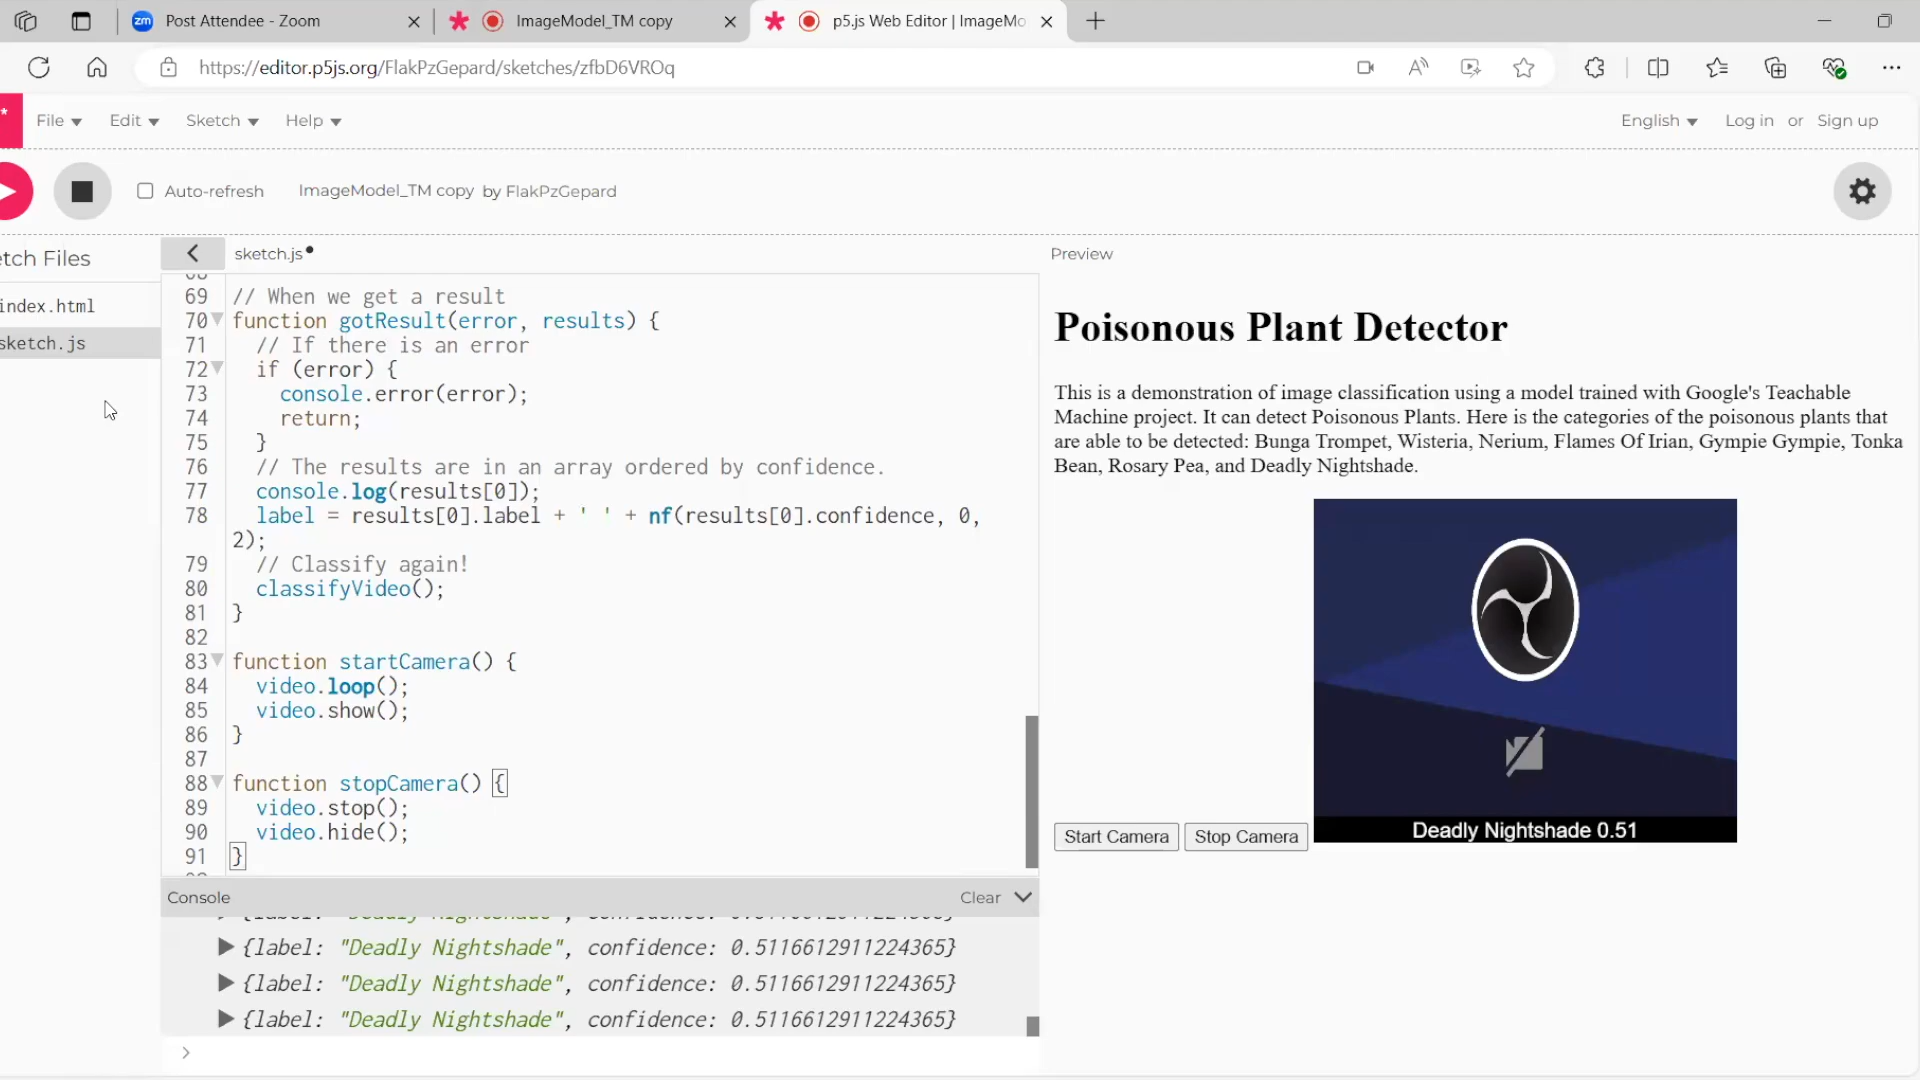 Post Attendee - Zoom
ImageModel_TM copy
p5.js Web Editor | ImageMo
https://editor.p5js.org/FlakPzGepard/sketches/zfbD6VROq
File
Edit
Sketch
Help
English
Log in or Sign up
Auto-refresh
ImageModel_TM copy by FlakPzGepard
etch Files
index.html
sketch.js
sketch.js
Preview
69 // When we get a result
70 function gotResult(error, results) {
71 // If there is an error
72 if (error) {
73 console.error(error);
74 return;
75 }
76 // The results are in an array ordered by confidence.
77 console.log(results[0]);
78 label = results[0].label + ' ' + nf(results[0].confidence, 0,
2);
79 // Classify again!
80 classifyVideo();
81 }
82
83 function startCamera() {
84 video.loop();
85 video.show();
86 }
87
88 function stopCamera() {
89 video.stop();
90 video.hide();
91 }
Console
Clear
{label: "Deadly Nightshade", confidence: 0.5116612911224365}
{label: "Deadly Nightshade", confidence: 0.5116612911224365}
{label: "Deadly Nightshade", confidence: 0.5116612911224365}
Poisonous Plant Detector
This is a demonstration of image classification using a model trained with Google's Teachable
Machine project. It can detect Poisonous Plants. Here is the categories of the poisonous plants that
are able to be detected: Bunga Trompet, Wisteria, Nerium, Flames Of Irian, Gympie Gympie, Tonka
Bean, Rosary Pea, and Deadly Nightshade.
Start Camera
Stop Camera
Deadly Nightshade 0.51